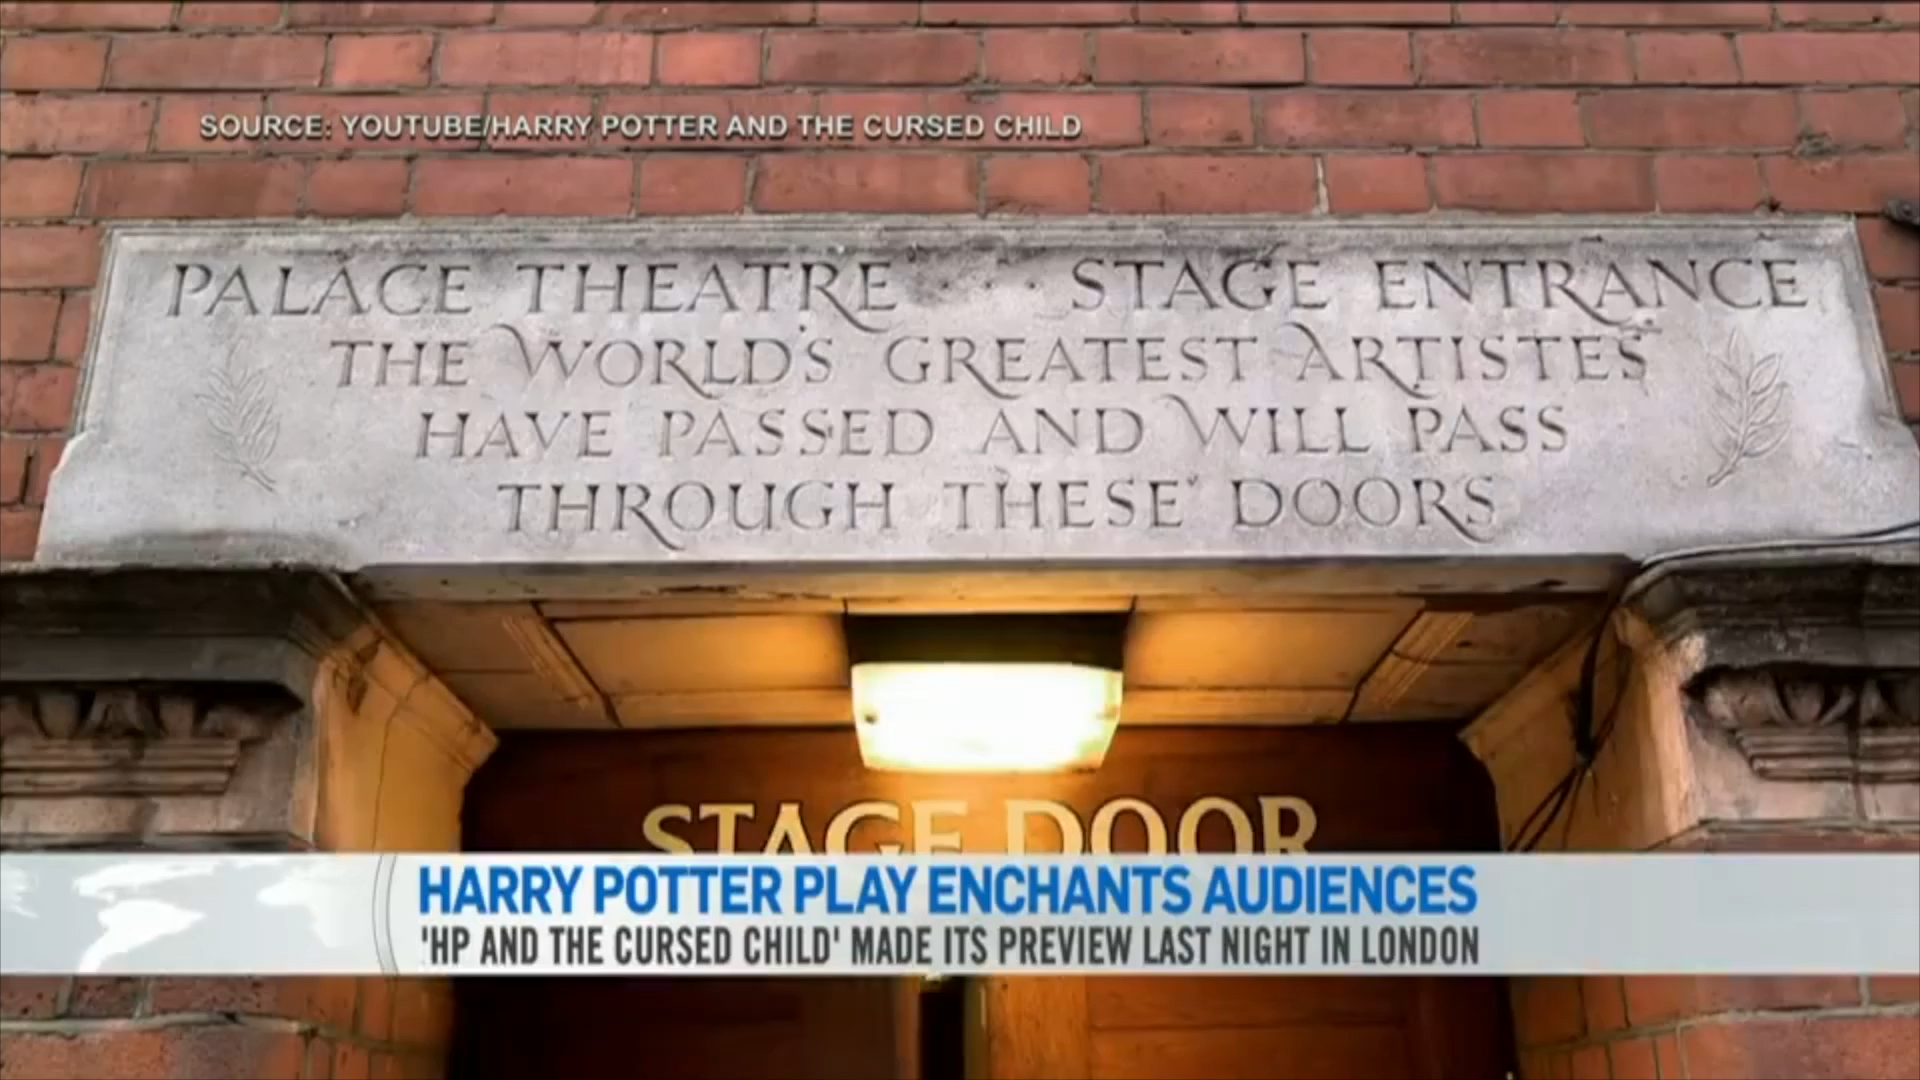 SOURCE: YOUTUBE/HARRY POTTER AND THE CURSED CHILD
PALACE THEATRE · · · STAGE ENTRANCE
THE WORLD'S GREATEST ARTISTES
HAVE PASSED AND WILL PASS
THROUGH THESE DOORS
STAGE DOOR
HARRY POTTER PLAY ENCHANTS AUDIENCES
'HP AND THE CURSED CHILD' MADE ITS PREVIEW LAST NIGHT IN LONDON